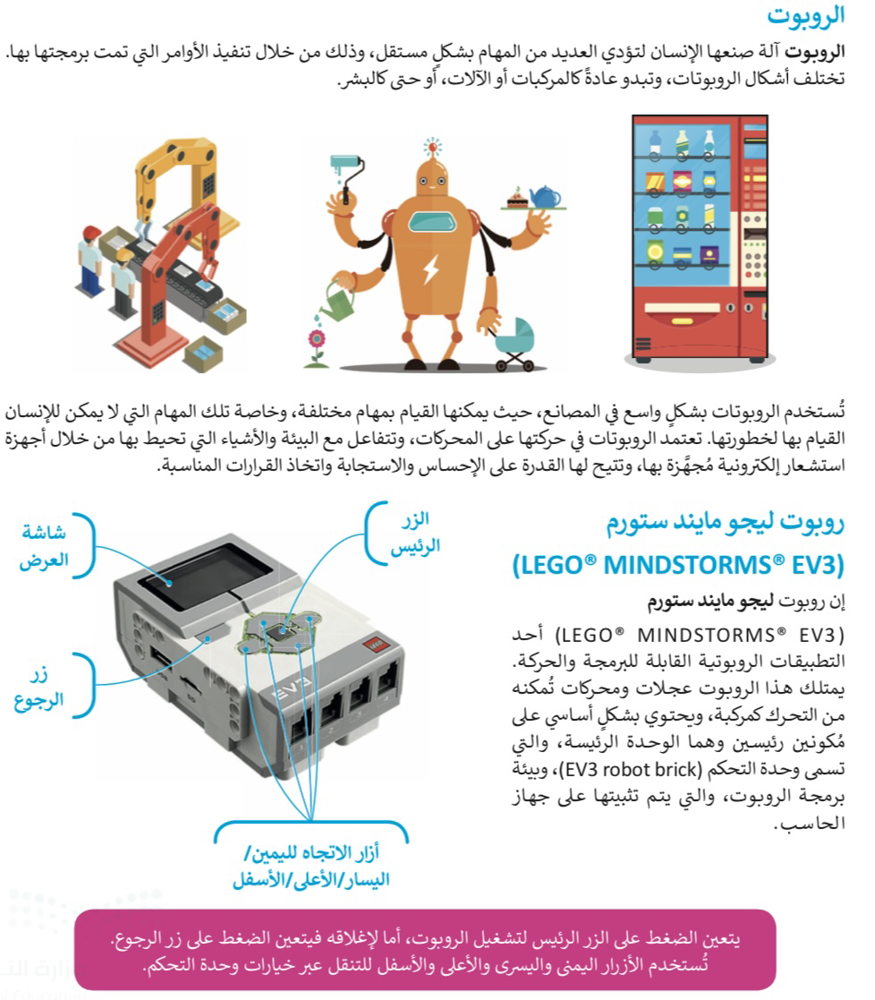 الروبوت
الروبوت آلة صنعها الإنسان لتؤدي العديد من المهام بشكلٍ مستقل، وذلك من خلال تنفيذ الأوامر التي تمت برمجتها بها.
تختلف أشكال الروبوتات، وتبدو عادةً كالمركبات أو الآلات، أو حتى كالبشر.
تُستخدم الروبوتات بشكلٍ واسع في المصانع، حيث يمكنها القيام بمهام مختلفة، وخاصة تلك المهام التي لا يمكن للإنسان
القيام بها لخطورتها. تعتمد الروبوتات في حركتها على المحركات، وتتفاعل مع البيئة والأشياء التي تحيط بها من خلال أجهزة
استشعار إلكترونية مُجهَّزة بها، وتتيح لها القدرة على الإحساس والاستجابة واتخاذ القرارات المناسبة.
روبوت ليجو مايند ستورم
(LEGO® MINDSTORMS® EV3)
إن روبوت ليجو مايند ستورم
(LEGO® MINDSTORMS® EV3) أحد
التطبيقات الروبوتية القابلة للبرمجة والحركة.
يمتلك هذا الروبوت عجلات ومحركات تُمكنه
من التحرك كمركبة، ويحتوي بشكلٍ أساسي على
مُكونين رئيسين وهما الوحدة الرئيسة، والتي
تسمى وحدة التحكم (EV3 robot brick)، وبيئة
برمجة الروبوت، والتي يتم تثبيتها على جهاز
الحاسب.
الزر
الرئيس
شاشة
العرض
زر
الرجوع
LEGO
EV3
1 2 3 4
أزار الاتجاه لليمين/
اليسار/الأعلى/الأسفل
يتعين الضغط على الزر الرئيس لتشغيل الروبوت، أما لإغلاقه فيتعين الضغط على زر الرجوع.
تُستخدم الأزرار اليمنى واليسرى والأعلى والأسفل للتنقل عبر خيارات وحدة التحكم.